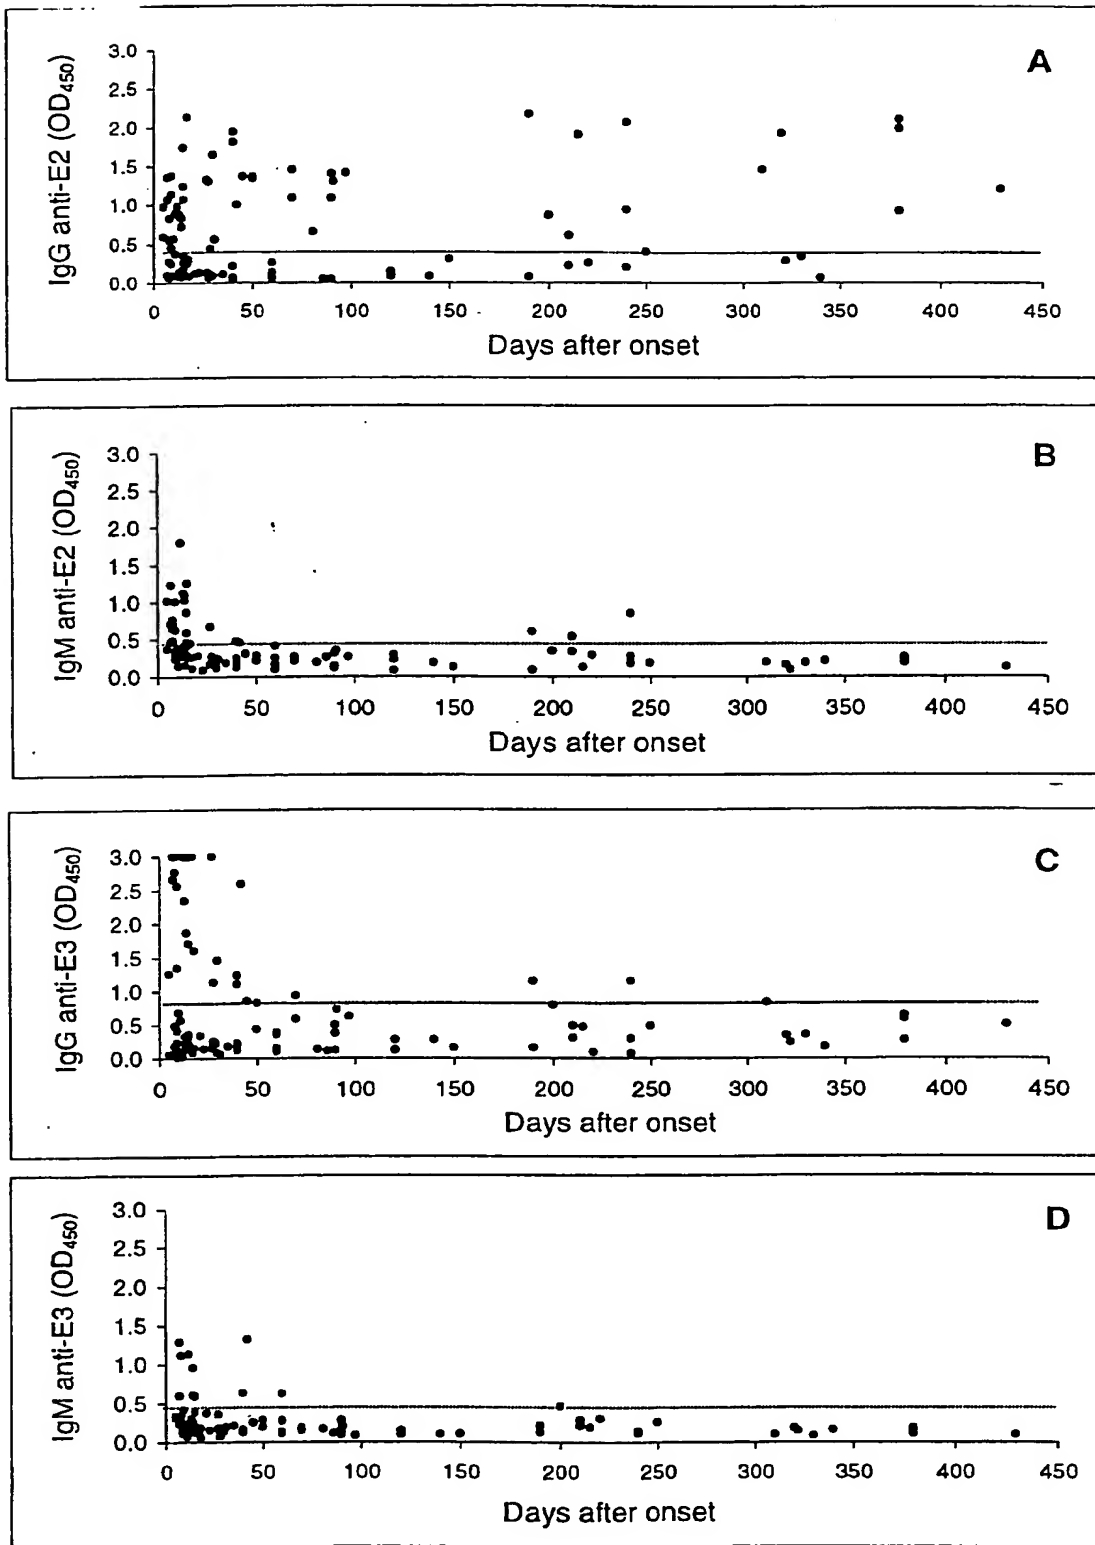 A
IgG anti-E2 (OD450)
3.0
2.5
2.0
1.5
1.0
0.5
0.0
0 50 100 150 200 250 300 350 400 450
Days after onset
B
IgM anti-E2 (OD450)
3.0
2.5
2.0
1.5
1.0
0.5
0.0
0 50 100 150 200 250 300 350 400 450
Days after onset
C
IgG anti-E3 (OD450)
3.0
2.5
2.0
1.5
1.0
0.5
0.0
0 50 100 150 200 250 300 350 400 450
Days after onset
D
IgM anti-E3 (OD450)
3.0
2.5
2.0
1.5
1.0
0.5
0.0
0 50 100 150 200 250 300 350 400 450
Days after onset